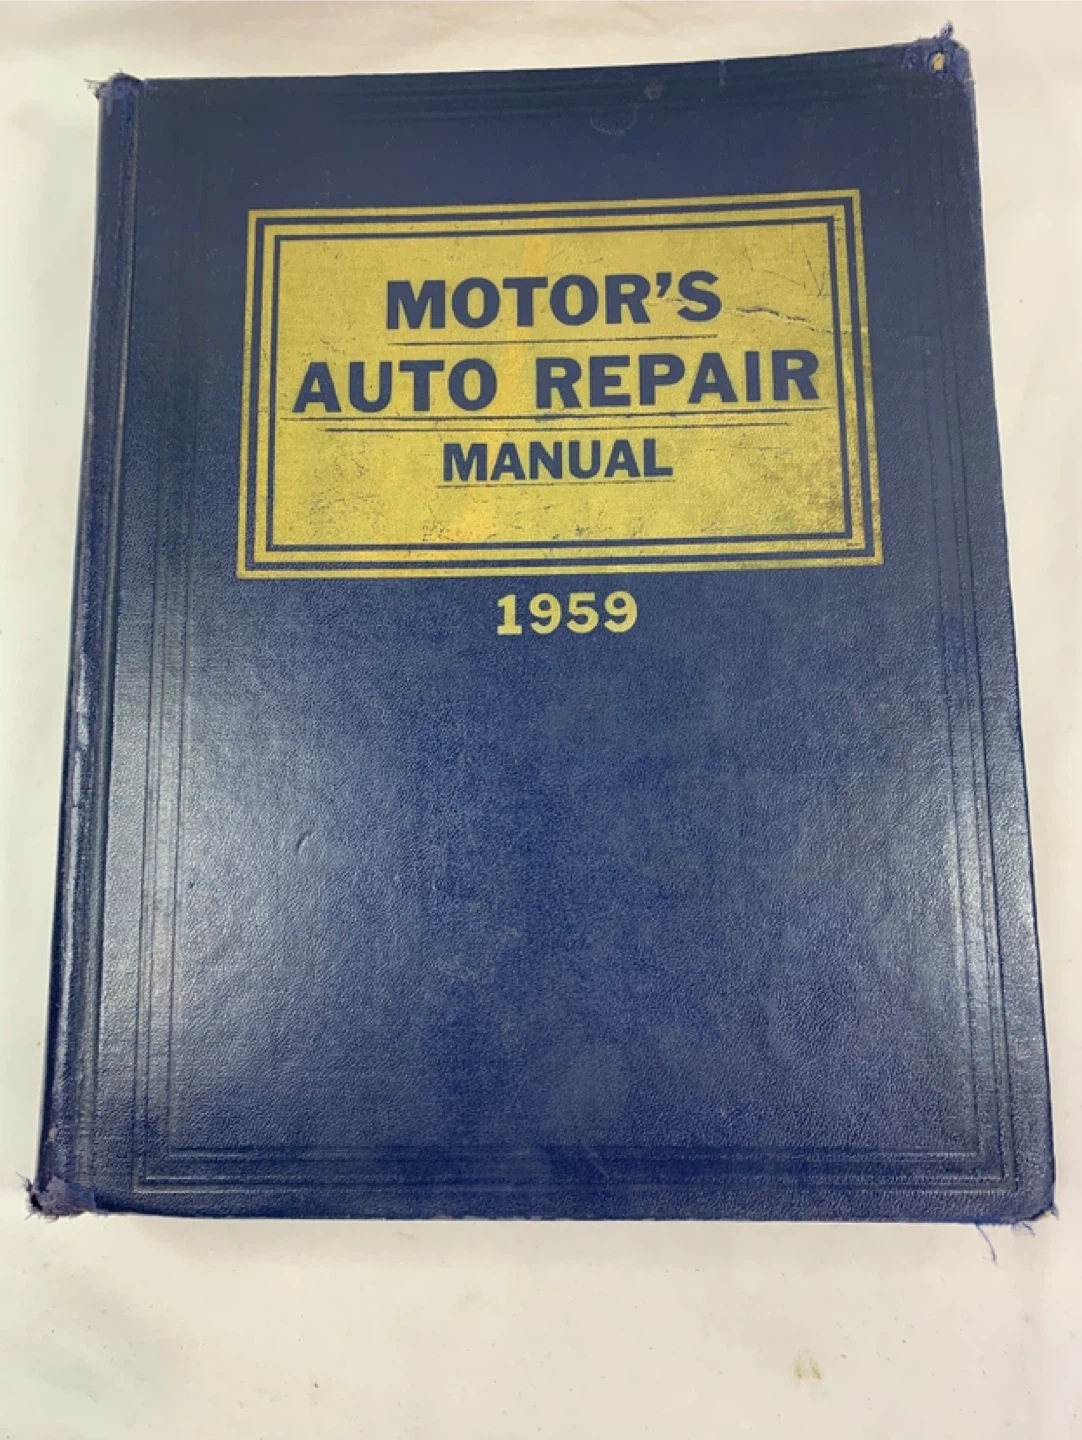 MOTOR'S
AUTO REPAIR
MANUAL
1959